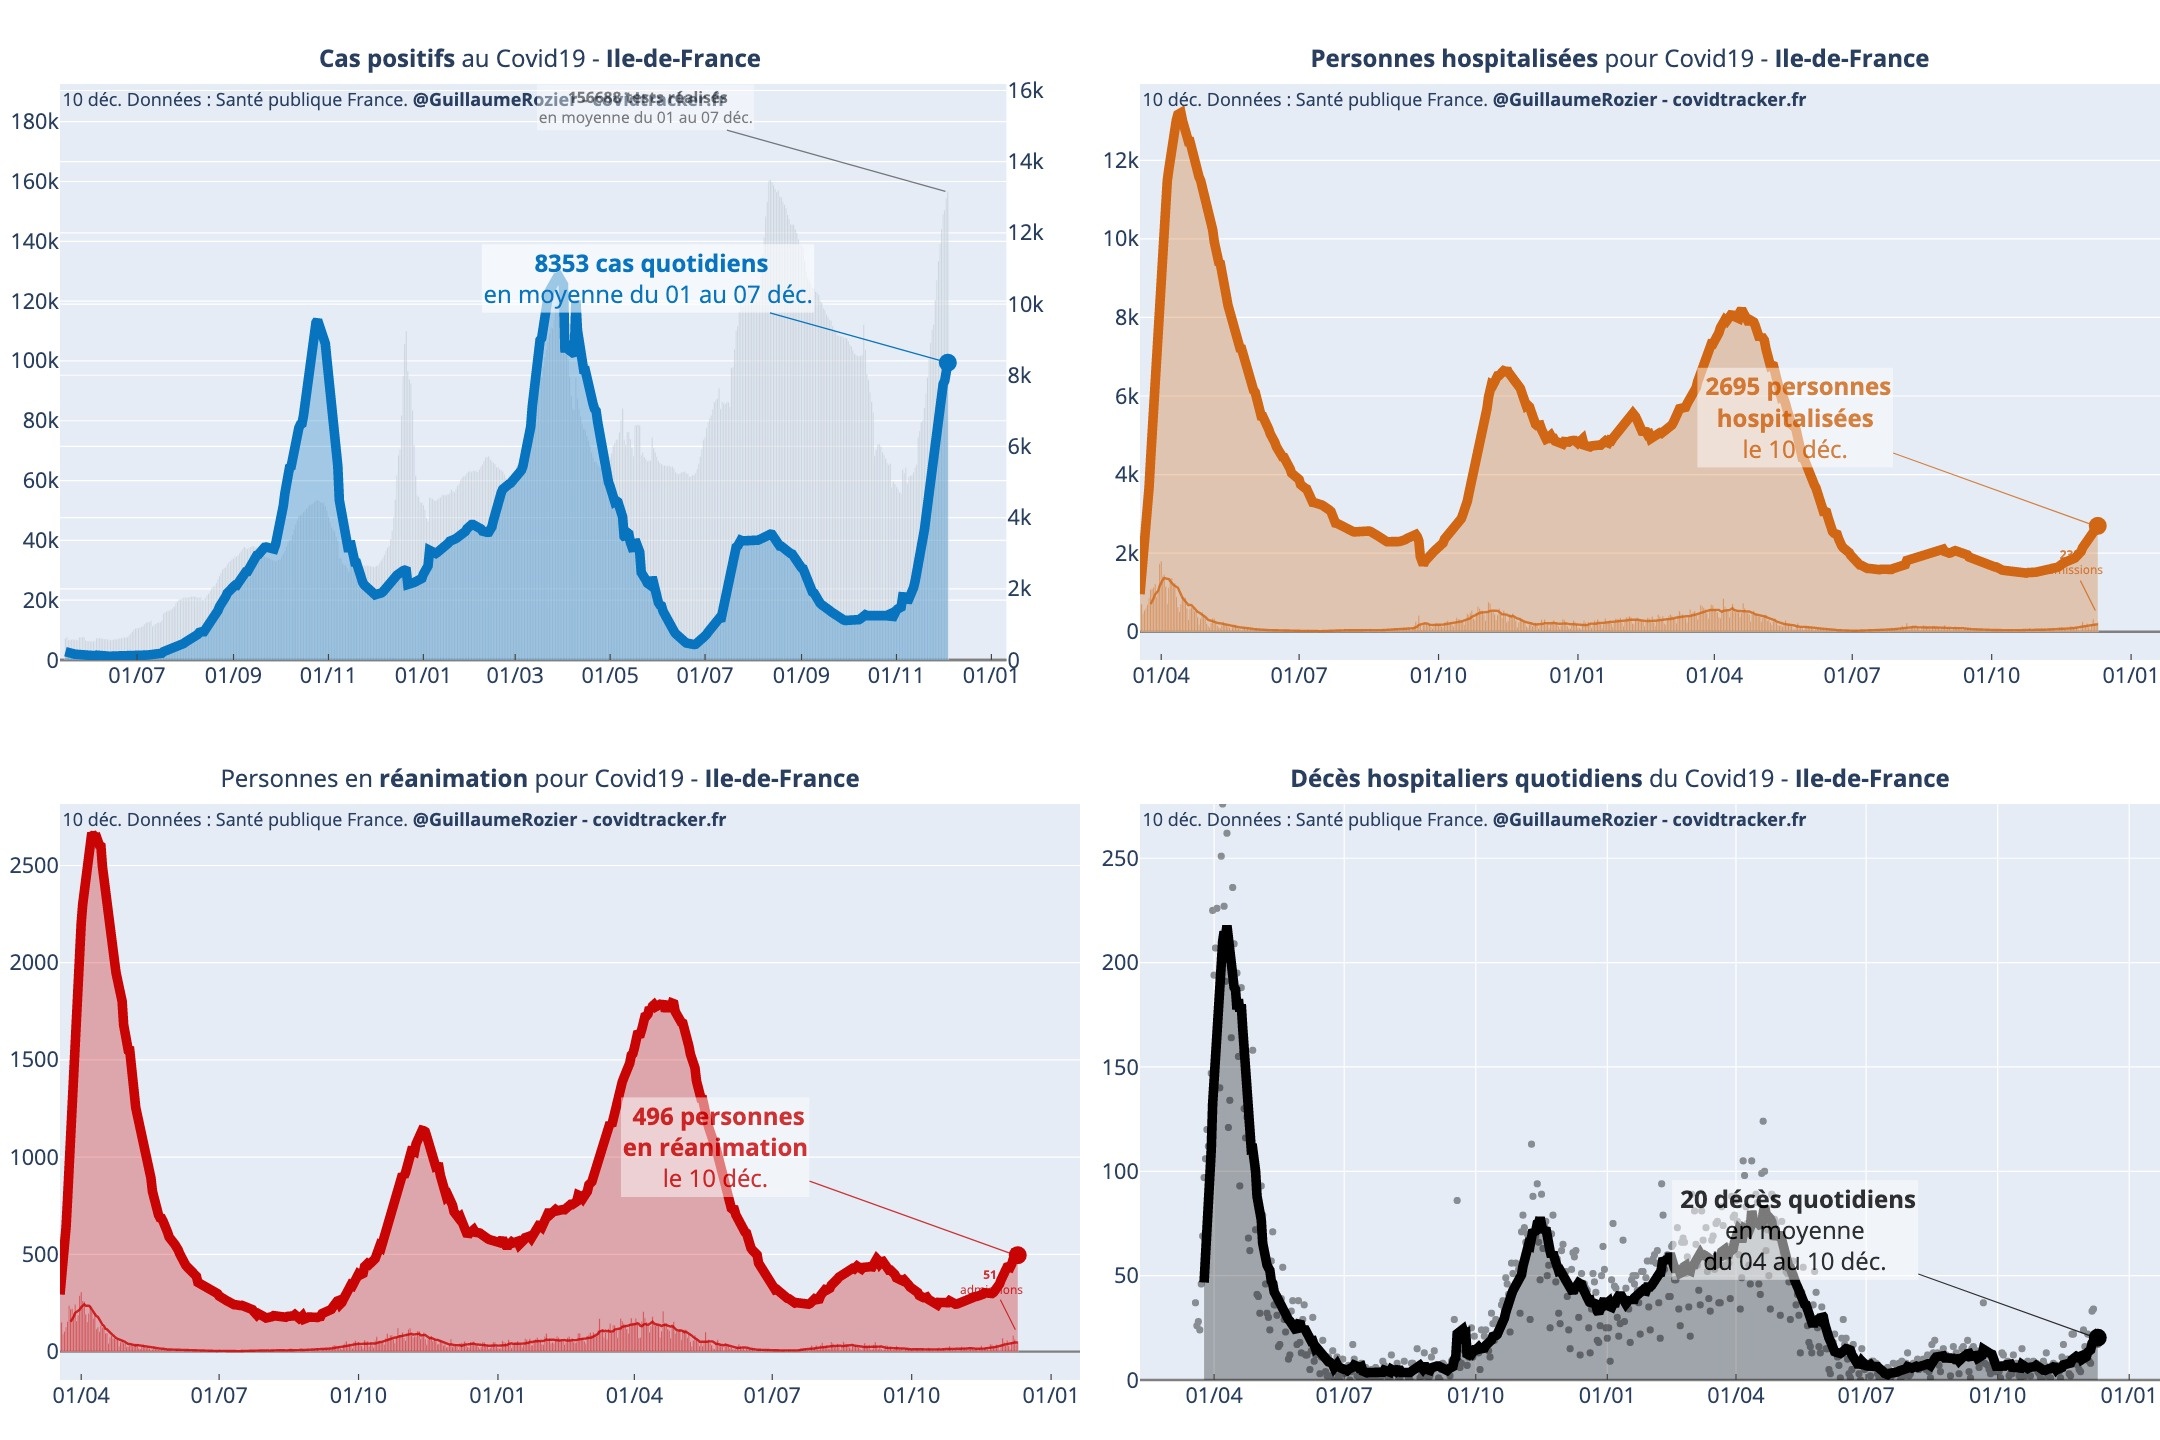 Cas positifs au Covid19 - Ile-de-France
10 déc. Données : Santé publique France. @GuillaumeRozier - covidtracker.fr
156688 tests réalisés
en moyenne du 01 au 07 déc.
8353 cas quotidiens
en moyenne du 01 au 07 déc.
180k
160k
140k
120k
100k
80k
60k
40k
20k
0
16k
14k
12k
10k
8k
6k
4k
2k
0
01/07 01/09 01/11 01/01 01/03 01/05 01/07 01/09 01/11 01/01
Personnes hospitalisées pour Covid19 - Ile-de-France
10 déc. Données : Santé publique France. @GuillaumeRozier - covidtracker.fr
12k
10k
8k
6k
4k
2k
0
2695 personnes
hospitalisées
le 10 déc.
01/04 01/07 01/10 01/01 01/04 01/07 01/10 01/01
Personnes en réanimation pour Covid19 - Ile-de-France
10 déc. Données : Santé publique France. @GuillaumeRozier - covidtracker.fr
2500
2000
1500
1000
500
0
496 personnes
en réanimation
le 10 déc.
51
admissions
01/04 01/07 01/10 01/01 01/04 01/07 01/10 01/01
Décès hospitaliers quotidiens du Covid19 - Ile-de-France
10 déc. Données : Santé publique France. @GuillaumeRozier - covidtracker.fr
250
200
150
100
50
0
20 décès quotidiens
en moyenne
du 04 au 10 déc.
01/04 01/07 01/10 01/01 01/04 01/07 01/10 01/01